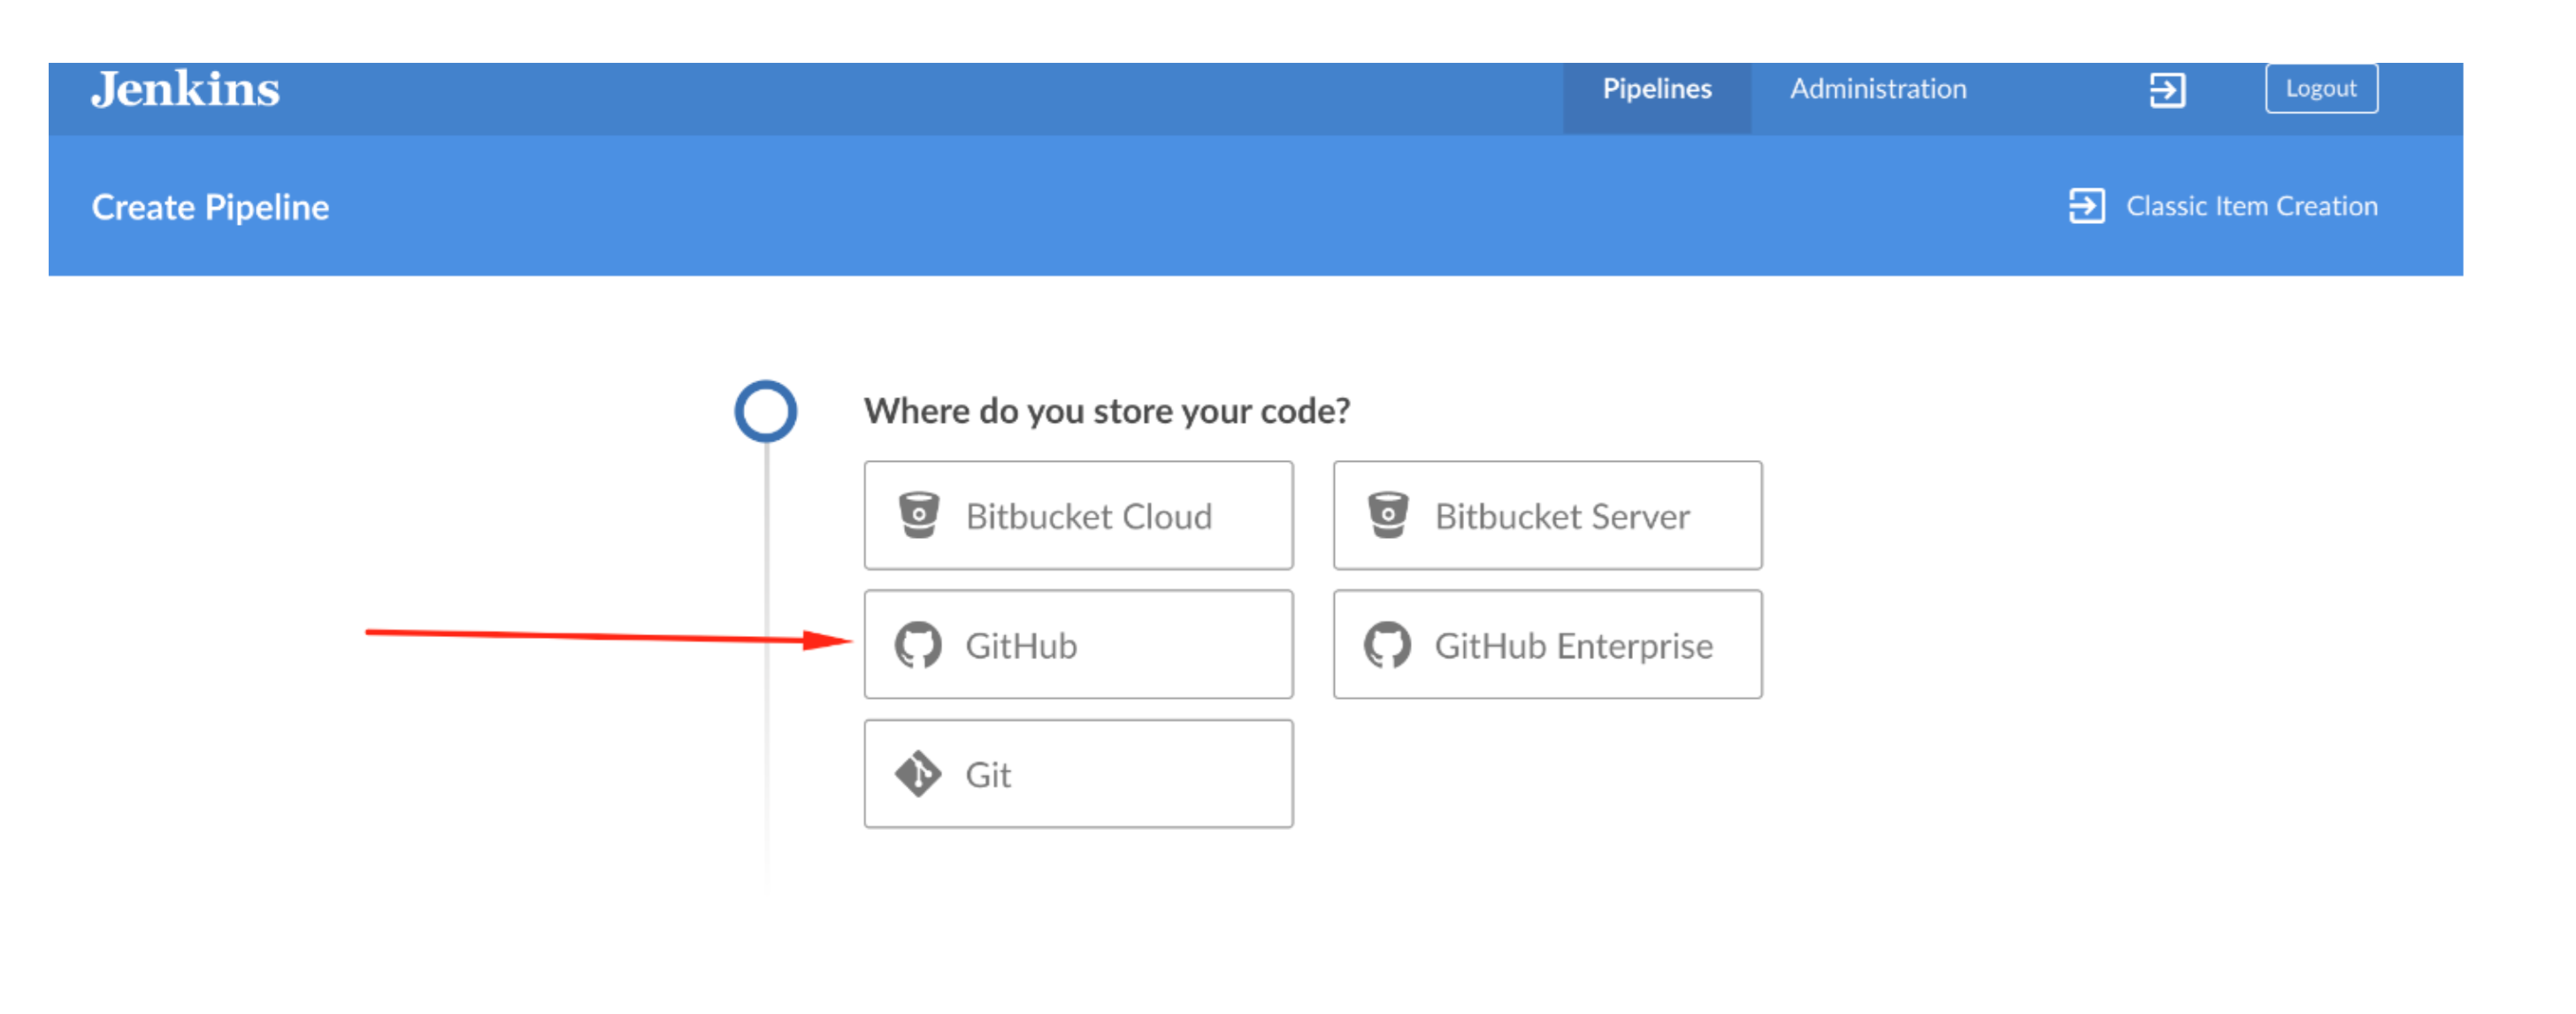 Jenkins
Pipelines
Administration
Logout
Create Pipeline
Classic Item Creation
Where do you store your code?
Bitbucket Cloud
Bitbucket Server
GitHub
GitHub Enterprise
Git